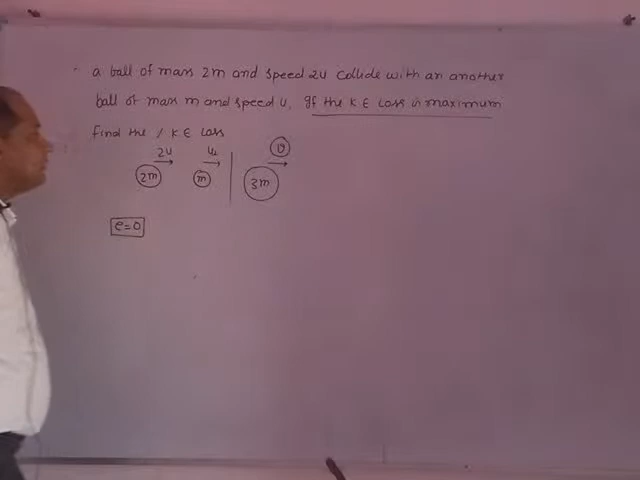 a ball of mass 2m and speed 2u collide with an another
ball of mass m and speed u, If the K E Loss is maximum
find the / K E Loss
2u u v
2m m 3m
e=0